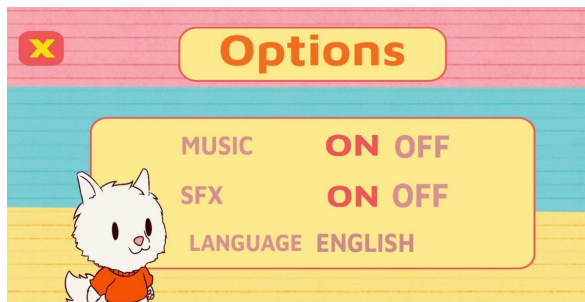 X
Options
MUSIC ON OFF
SFX ON OFF
LANGUAGE ENGLISH